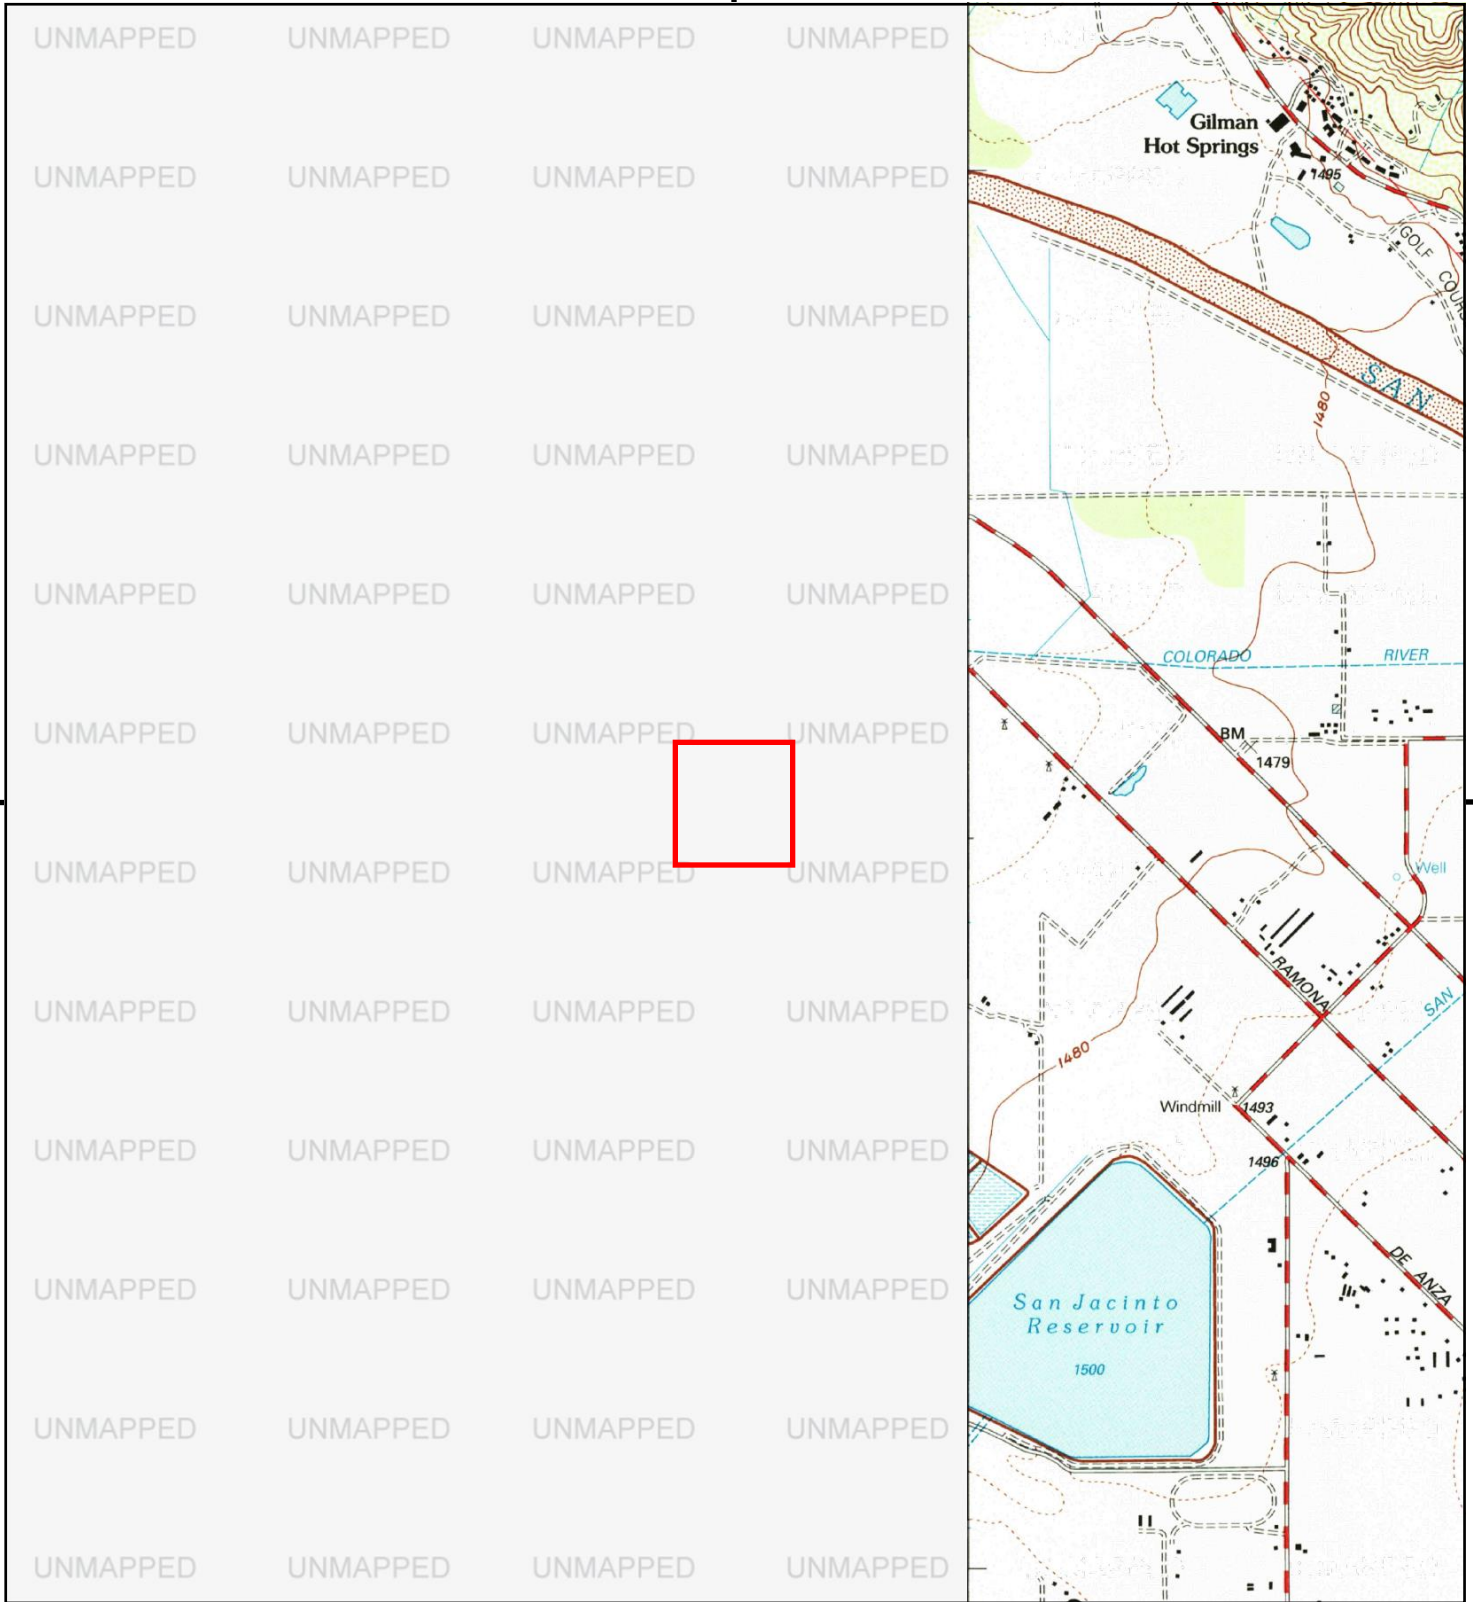 UNMAPPED UNMAPPED UNMAPPED UNMAPPED
Gilman
Hot Springs
UNMAPPED UNMAPPED UNMAPPED UNMAPPED
1495
GOLF
UNMAPPED UNMAPPED UNMAPPED UNMAPPED
SAN
1480
UNMAPPED UNMAPPED UNMAPPED UNMAPPED
UNMAPPED UNMAPPED UNMAPPED UNMAPPED
COLORADO RIVER
UNMAPPED UNMAPPED UNMAPPED UNMAPPED
BM
1479
UNMAPPED UNMAPPED UNMAPPED UNMAPPED
Well
RAMONA
UNMAPPED UNMAPPED UNMAPPED UNMAPPED
SAN
1480
Windmill 1493
UNMAPPED UNMAPPED UNMAPPED UNMAPPED
1496
DE ANZA
UNMAPPED UNMAPPED UNMAPPED UNMAPPED
San Jacinto
Reservoir
1500
UNMAPPED UNMAPPED UNMAPPED UNMAPPED
UNMAPPED UNMAPPED UNMAPPED UNMAPPED